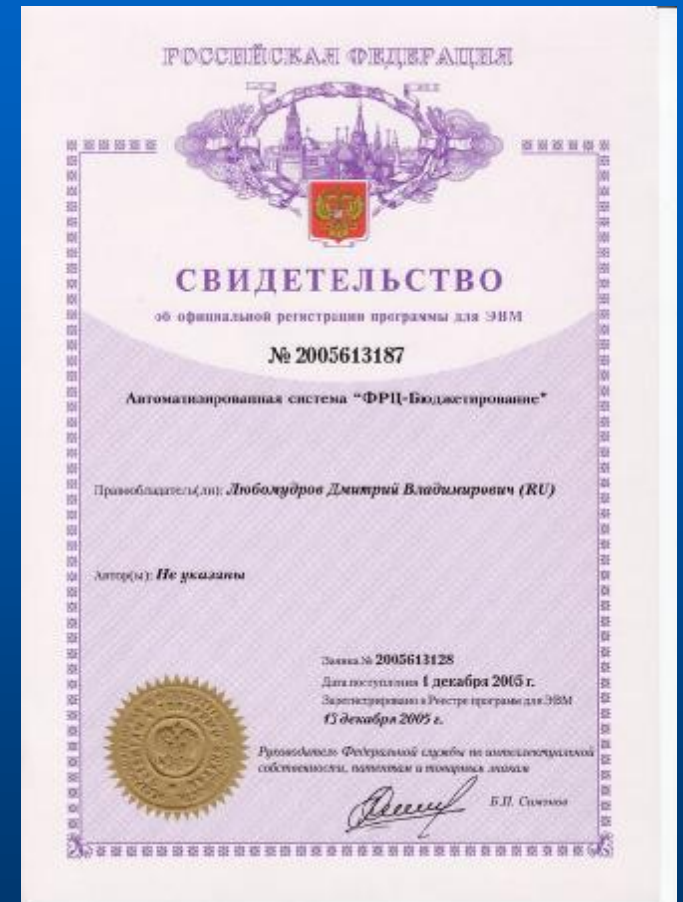 РОССИЙСКАЯ ФЕДЕРАЦИЯ
СВИДЕТЕЛЬСТВО
об официальной регистрации программы для ЭВМ
№ 2005613187
Автоматизированная система "ФРЦ-Бюджетирование"
Правообладатель(ли): Любомудров Дмитрий Владимирович (RU)
Автор(ы): Не указаны
Заявка № 2005613128
Дата поступления 1 декабря 2005 г.
Зарегистрировано в Реестре программ для ЭВМ
13 декабря 2005 г.
Руководитель Федеральной службы по интеллектуальной
собственности, патентам и товарным знакам
Б.П. Симонов